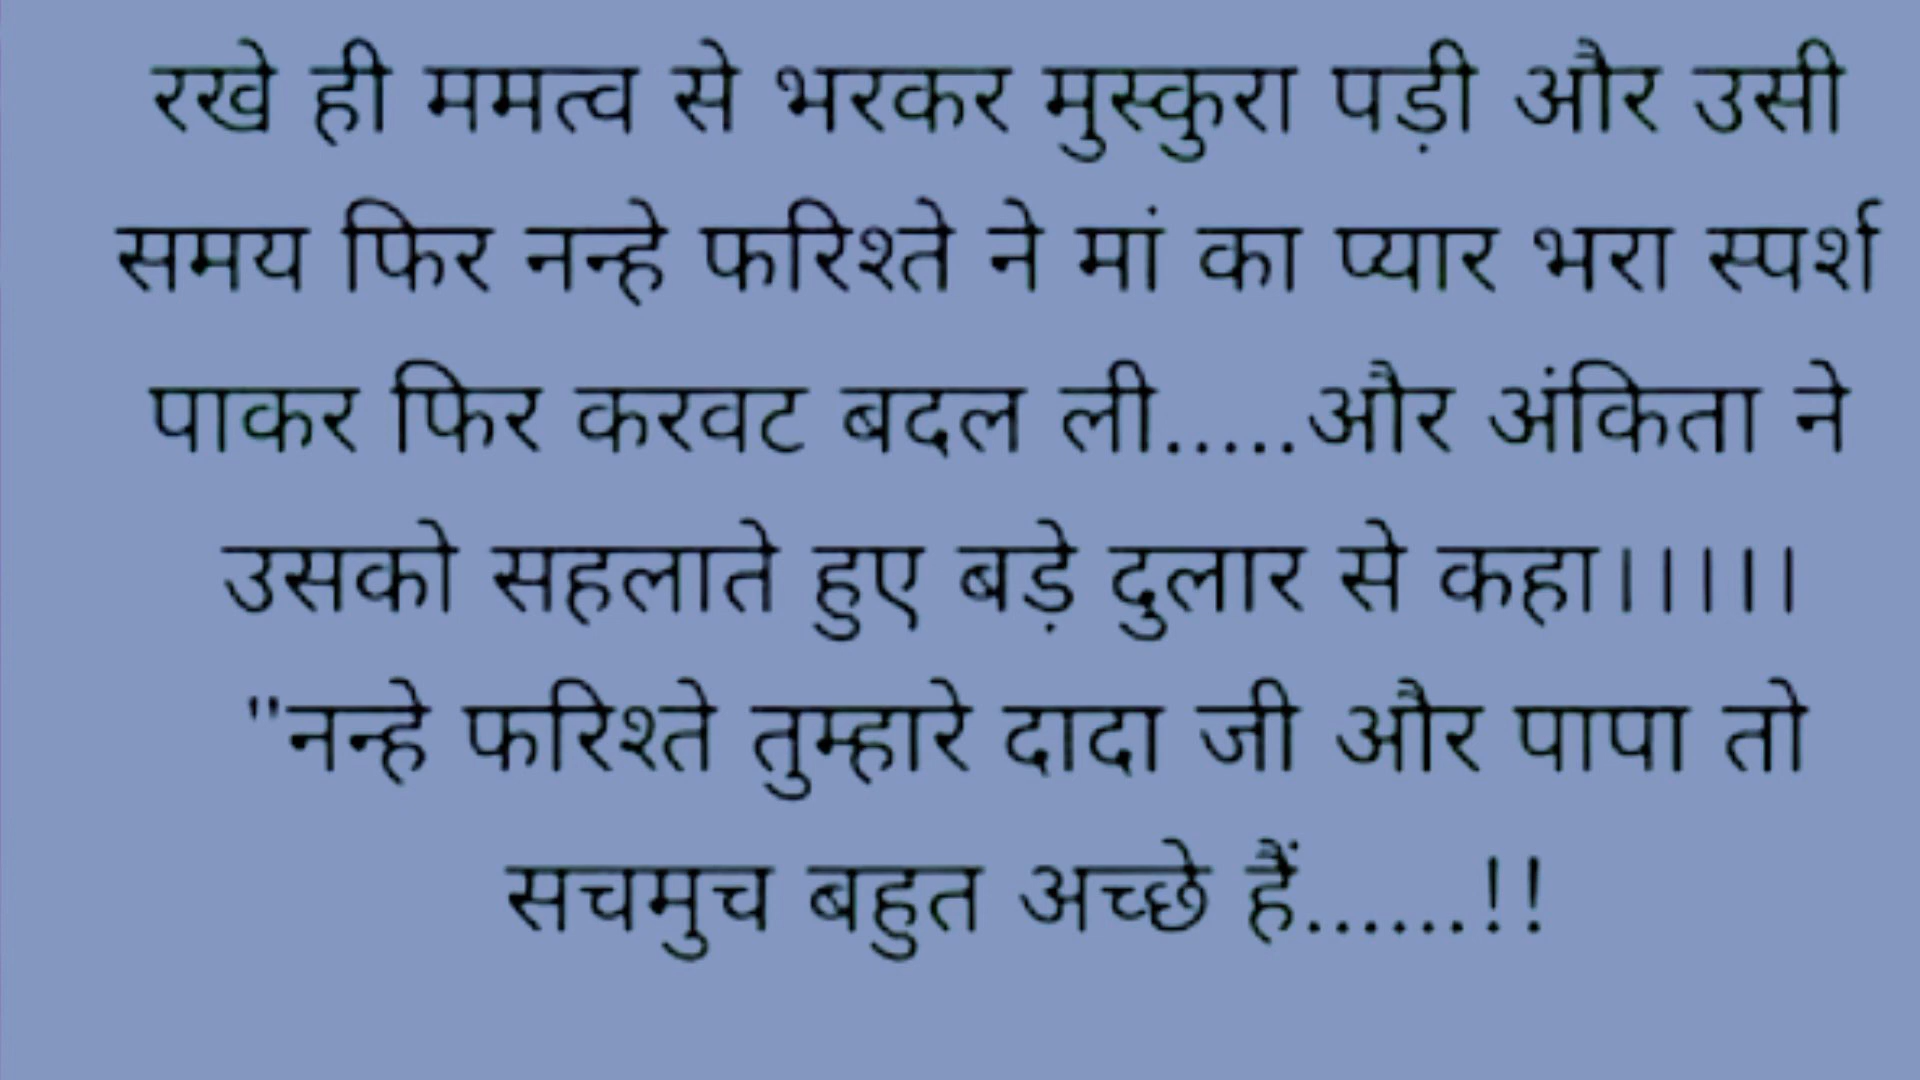 रखे ही ममत्व से भरकर मुस्कुरा पड़ी और उसी
समय फिर नन्हे फरिश्ते ने मां का प्यार भरा स्पर्श
पाकर फिर करवट बदल ली.....और अंकिता ने
उसको सहलाते हुए बड़े दुलार से कहा।।।।।
"नन्हे फरिश्ते तुम्हारे दादा जी और पापा तो
सचमुच बहुत अच्छे हैं......!!